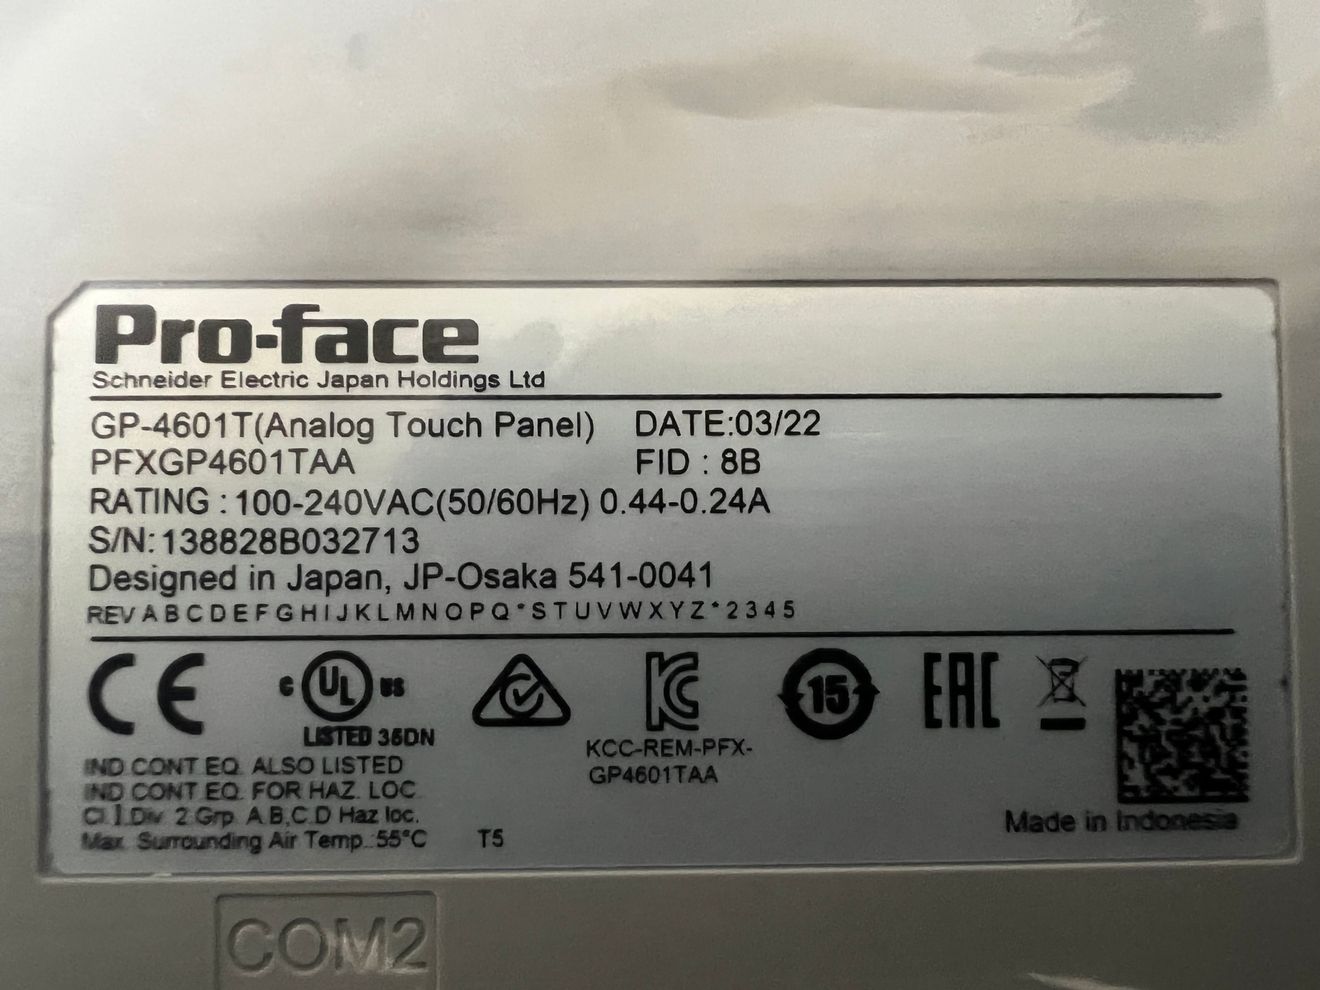 Pro-face
Schneider Electric Japan Holdings Ltd
GP-4601T(Analog Touch Panel) DATE:03/22
PFXGP4601TAA FID : 8B
RATING : 100-240VAC(50/60Hz) 0.44-0.24A
S/N: 138828B032713
Designed in Japan, JP-Osaka 541-0041
REV A B C D E F G H I J K L M N O P Q * S T U V W X Y Z * 2 3 4 5
CE c UL us 15 EAC
LISTED 36DN
KCC-REM-PFX-
GP4601TAA
IND CONT EQ. ALSO LISTED
IND CONT EQ. FOR HAZ. LOC.
Cl. I Div. 2 Grp. A,B,C,D Haz loc.
Max. Surrounding Air Temp.:55°C T5
Made in Indonesia
COM2